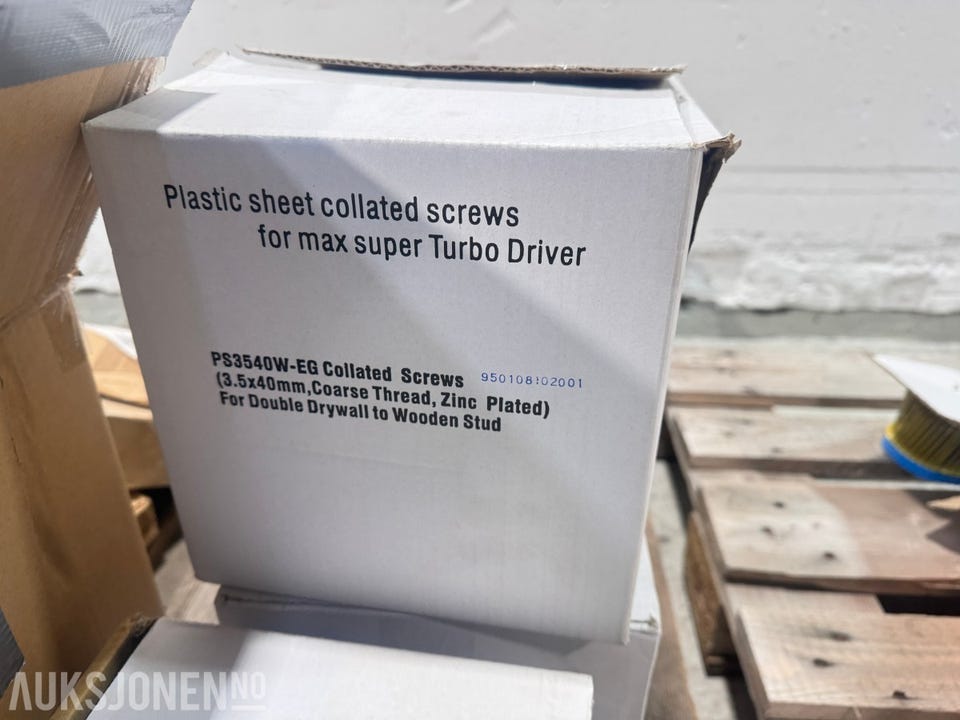 Plastic sheet collated screws
for max super Turbo Driver
PS3540W-EG Collated Screws 950108102001
(3.5x40mm,Coarse Thread, Zinc Plated)
For Double Drywall to Wooden Stud
AUKSJONEN NO